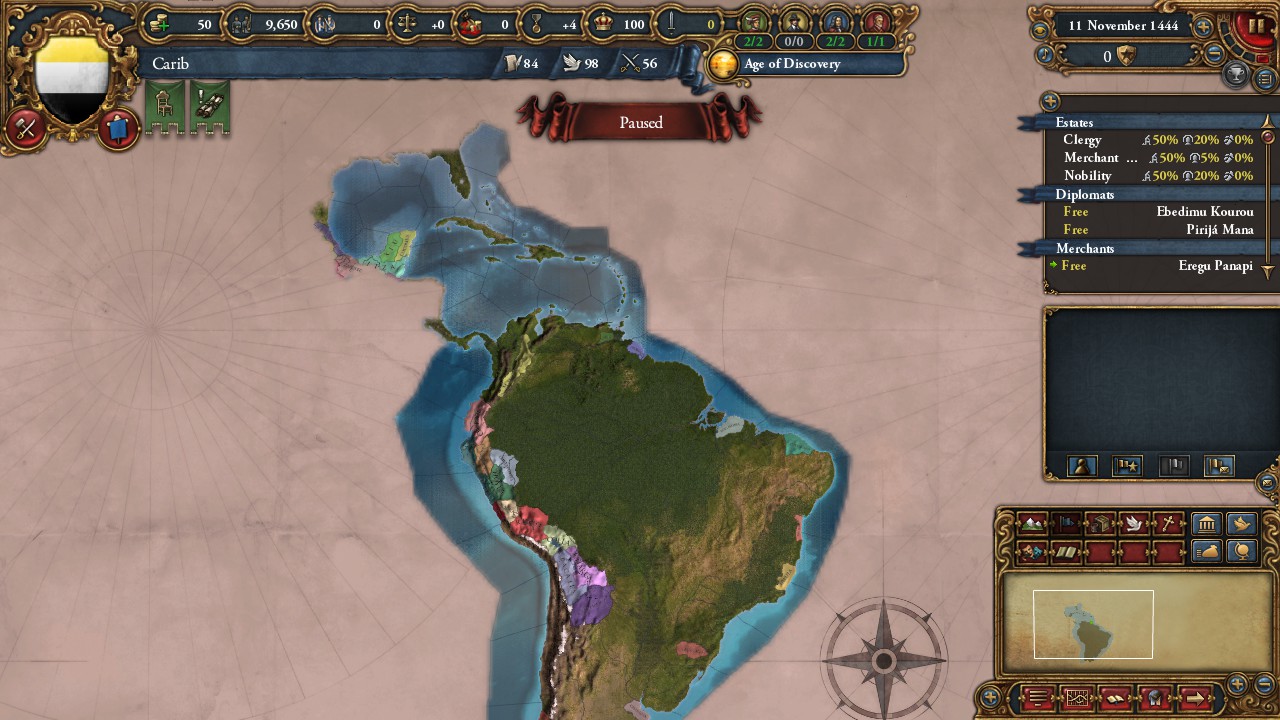 50 9,650 0 +0 0 +4 100 0
2/2 0/0 2/2 1/1
11 November 1444
0
Carib
84 98 56
Age of Discovery
Paused
Estates
Clergy 50% 20% 0%
Merchant ... 50% 5% 0%
Nobility 50% 20% 0%
Diplomats
Free Ebedimu Kourou
Free Pirijá Mana
Merchants
Free Eregu Panapi